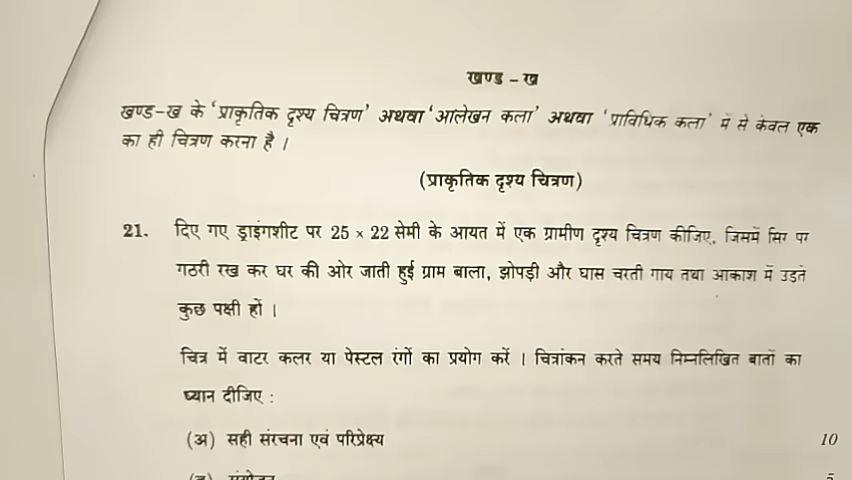 खण्ड – ख
खण्ड–ख के 'प्राकृतिक दृश्य चित्रण' अथवा 'आलेखन कला' अथवा 'प्राविधिक कला' में से केवल एक
का ही चित्रण करना है ।
(प्राकृतिक दृश्य चित्रण)
21. दिए गए ड्राइंगशीट पर 25 × 22 सेमी के आयत में एक ग्रामीण दृश्य चित्रण कीजिए, जिसमें सिर पर
गठरी रख कर घर की ओर जाती हुई ग्राम बाला, झोपड़ी और घास चरती गाय तथा आकाश में उड़ते
कुछ पक्षी हों ।
चित्र में वाटर कलर या पेस्टल रंगों का प्रयोग करें । चित्रांकन करते समय निम्नलिखित बातों का
ध्यान दीजिए :
(अ) सही संरचना एवं परिप्रेक्ष्य 10